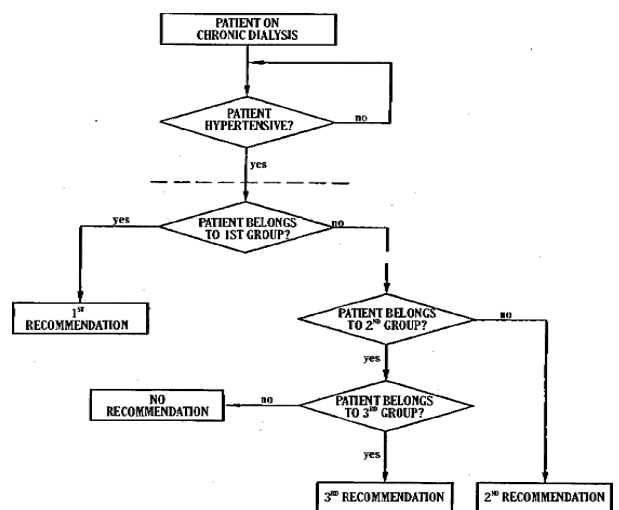 PATIENT ON
CHRONIC DIALYSIS
PATIENT
HYPERTENSIVE?
no
yes
yes
PATIENT BELONGS
TO 1ST GROUP?
no
1ST
RECOMMENDATION
PATIENT BELONGS
TO 2ND GROUP?
no
yes
NO
RECOMMENDATION
no
PATIENT BELONGS
TO 3RD GROUP?
yes
3RD RECOMMENDATION
2ND RECOMMENDATION